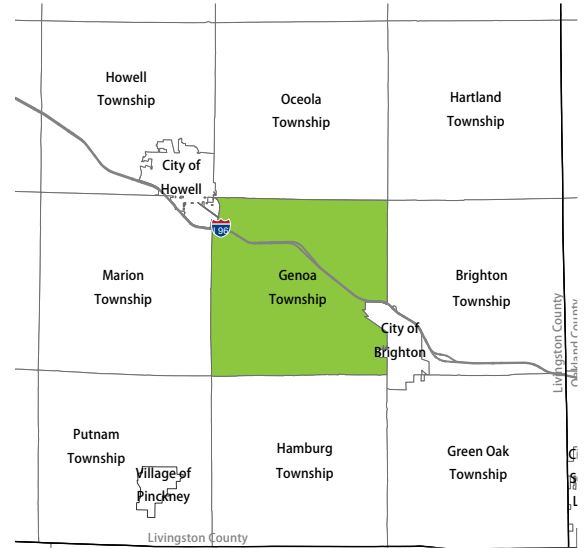 Howell
Township
Oceola
Township
Hartland
Township
City of
Howell
96
Marion
Township
Genoa
Township
Brighton
Township
City of
Brighton
Livingston County
Oakland County
Putnam
Township
Village of
Pinckney
Hamburg
Township
Green Oak
Township
Livingston County